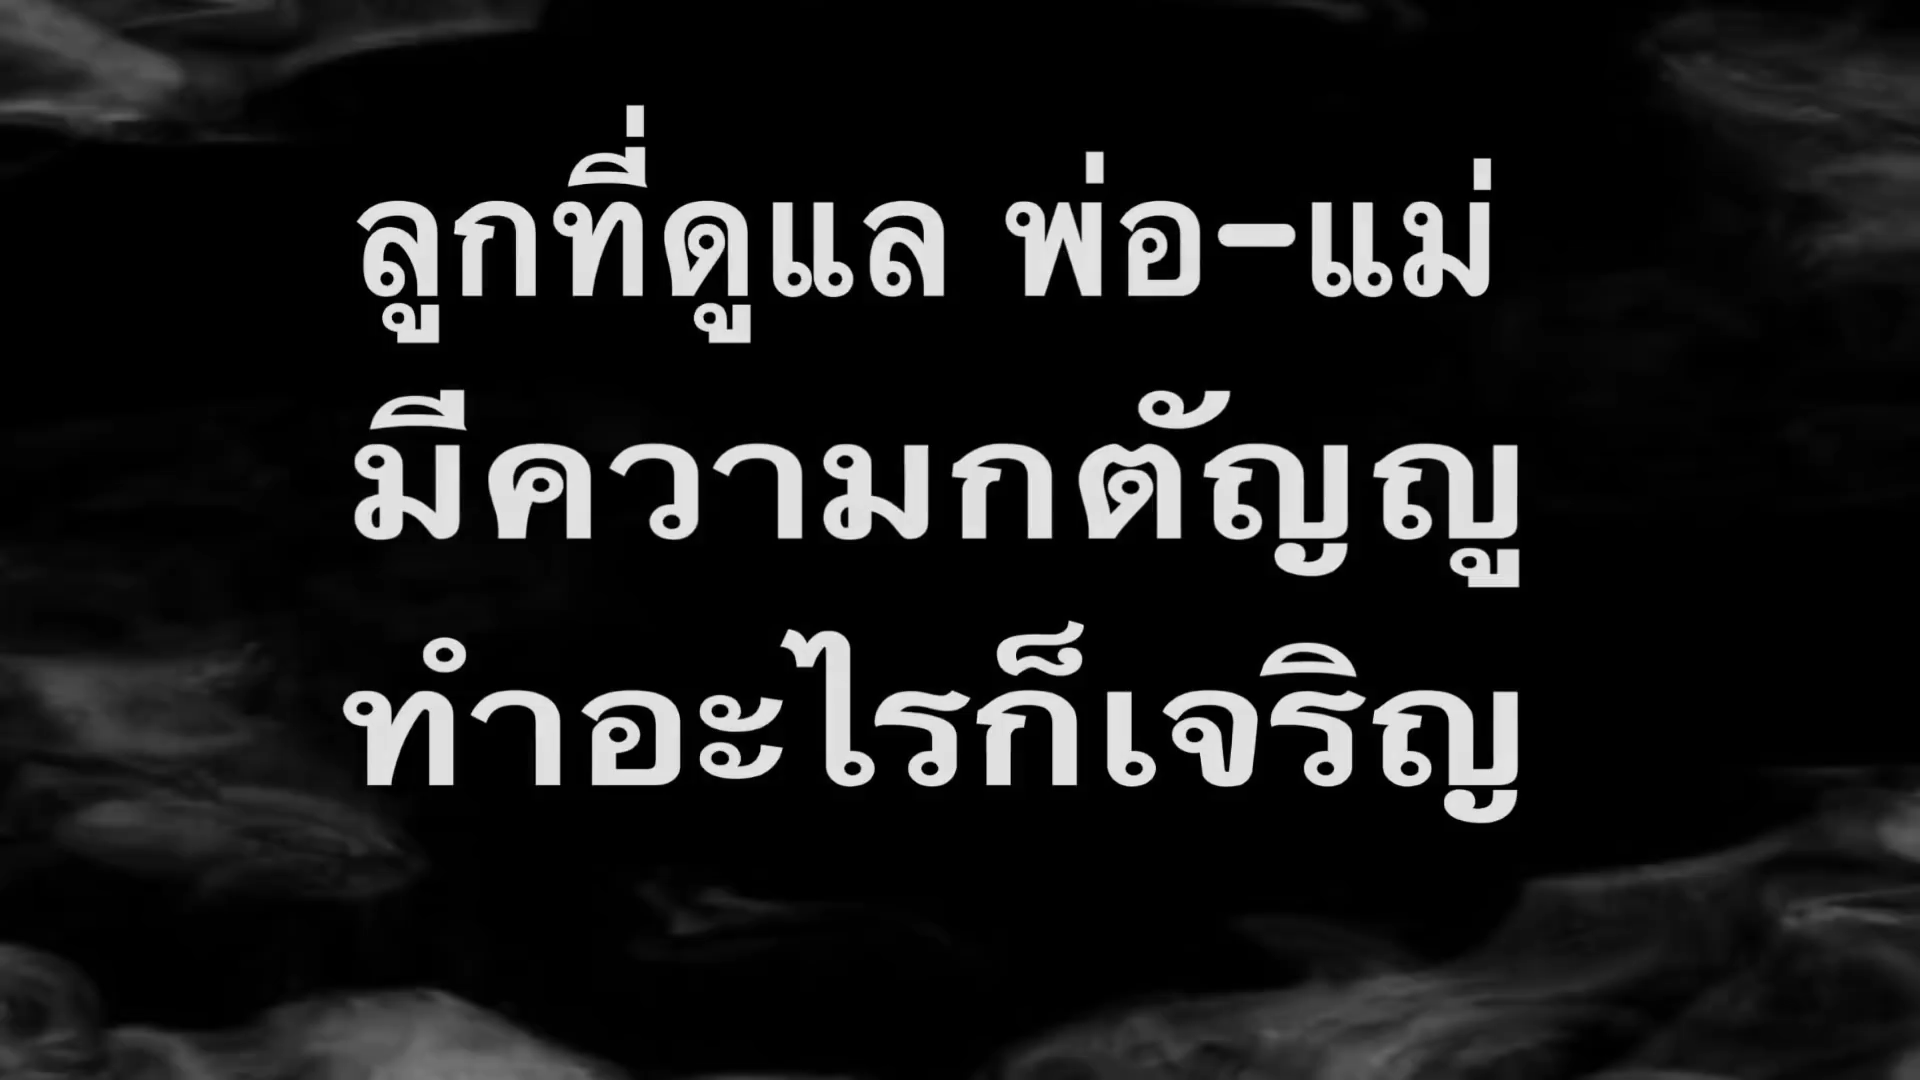 ลูกที่ดูแล พ่อ-แม่
มีความกตัญญู
ทำอะไรก็เจริญ